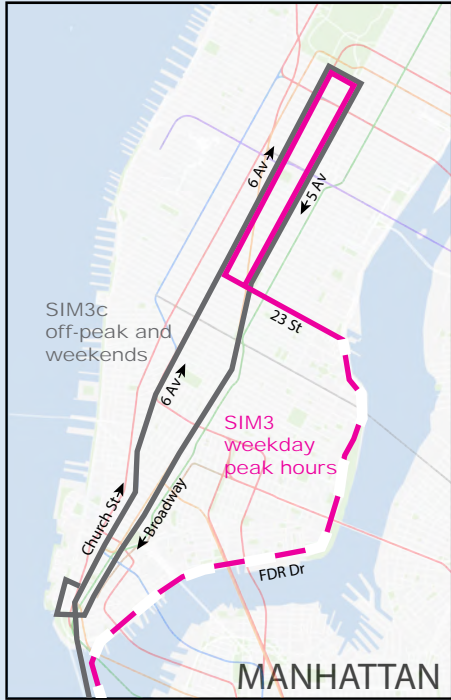 6 Av
5 Av
SIM3c
off-peak and
weekends
23 St
6 Av
SIM3
weekday
peak hours
Church St
Broadway
FDR Dr
MANHATTAN